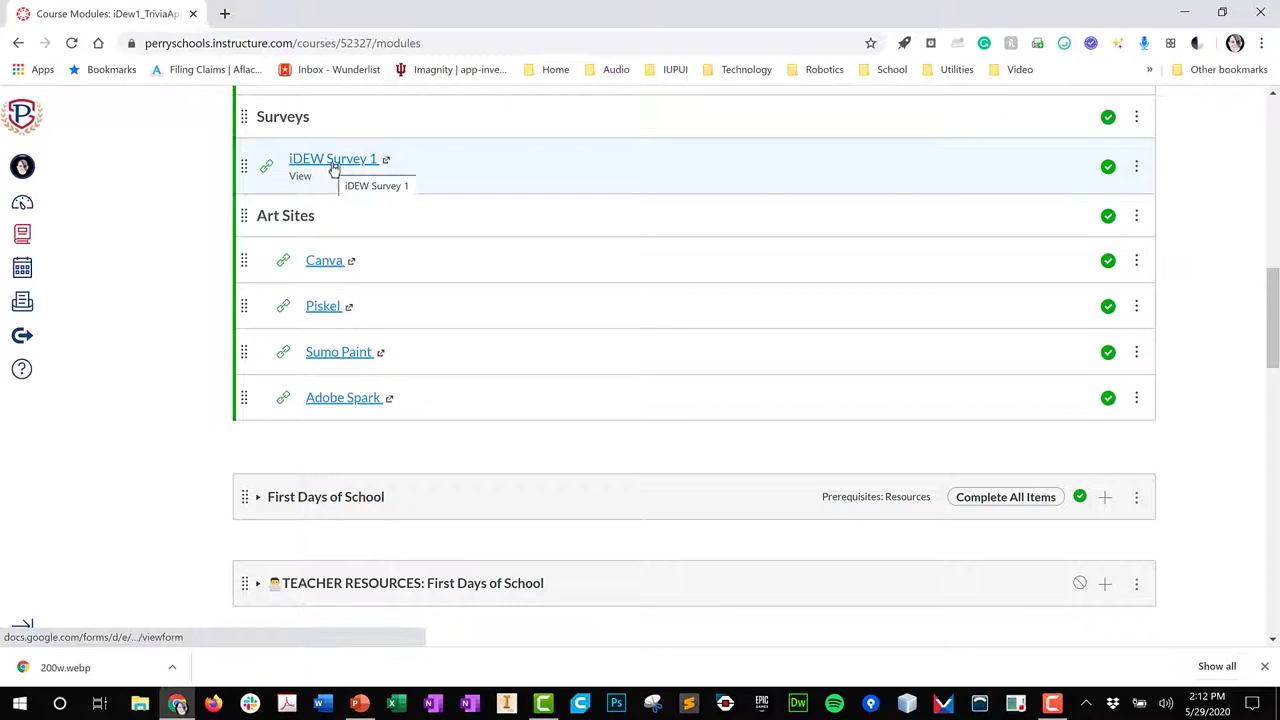 Course Modules: iDew1_TriviaAp
perryschools.instructure.com/courses/52327/modules
Apps
Bookmarks
Filing Claims | Aflac...
Inbox - Wunderlist
Imagnity | app-inve...
Home
Audio
IUPUI
Technology
Robotics
School
Utilities
Video
»
Other bookmarks
Surveys
iDEW Survey 1
View
iDEW Survey 1
Art Sites
Canva
Piskel
Sumo Paint
Adobe Spark
First Days of School
Prerequisites: Resources
Complete All Items
TEACHER RESOURCES: First Days of School
docs.google.com/forms/d/e/.../viewform
200w.webp
Show all
2:12 PM
5/29/2020